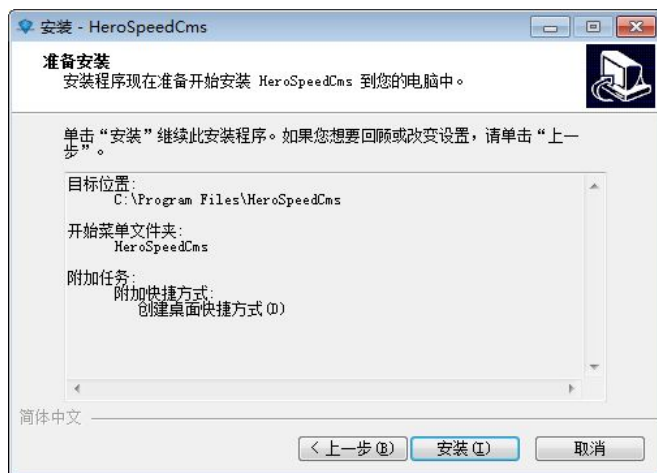 安装 - HeroSpeedCms
准备安装
安装程序现在准备开始安装 HeroSpeedCms 到您的电脑中。
单击“安装”继续此安装程序。如果您想要回顾或改变设置，请单击“上一
步”。
目标位置:
C:\Program Files\HeroSpeedCms
开始菜单文件夹:
HeroSpeedCms
附加任务:
附加快捷方式:
创建桌面快捷方式(D)
简体中文
< 上一步(B)
安装(I)
取消